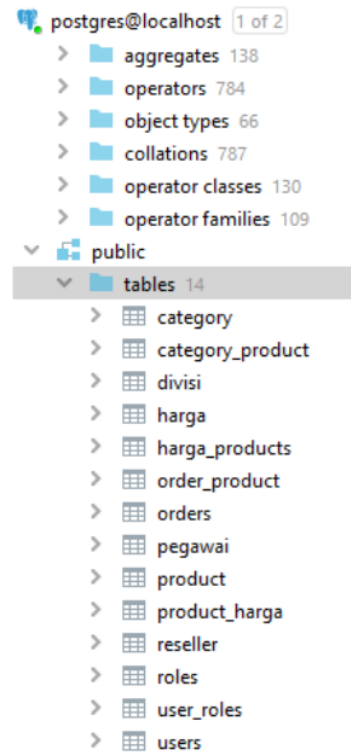 postgres@localhost 1 of 2
aggregates 138
operators 784
object types 66
collations 787
operator classes 130
operator families 109
public
tables 14
category
category_product
divisi
harga
harga_products
order_product
orders
pegawai
product
product_harga
reseller
roles
user_roles
users